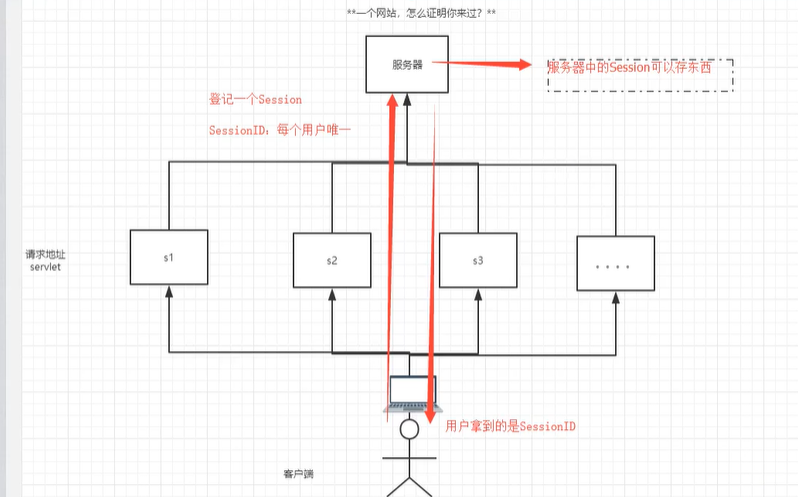 **一个网站，怎么证明你来过？**
服务器
服务器中的Session可以存东西
登记一个Session
SessionID：每个用户唯一
请求地址
servlet
s1
s2
s3
。。。。
用户拿到的是SessionID
客户端